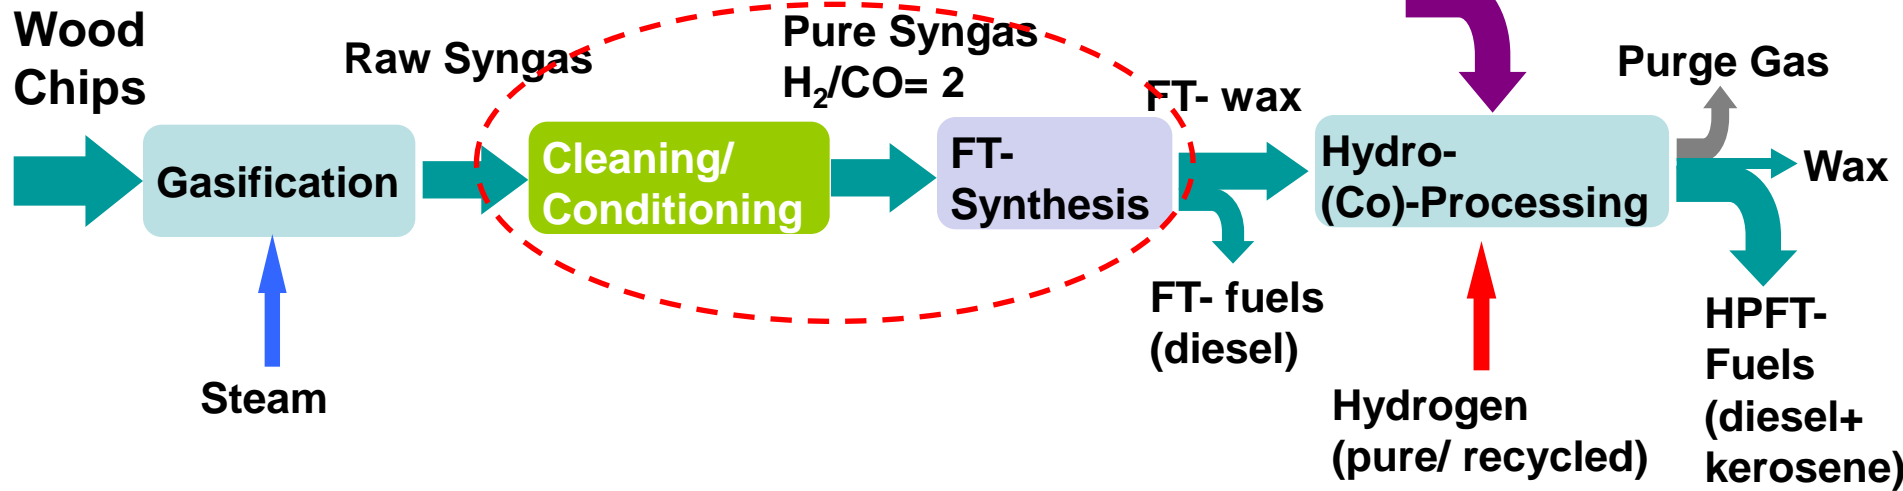 Wood
Chips
Raw Syngas
Pure Syngas
H₂/CO= 2
FT- wax
Purge Gas
Gasification
Cleaning/
Conditioning
FT-
Synthesis
Hydro-
(Co)-Processing
Wax
Steam
FT- fuels
(diesel)
Hydrogen
(pure/ recycled)
HPFT-
Fuels
(diesel+
kerosene)